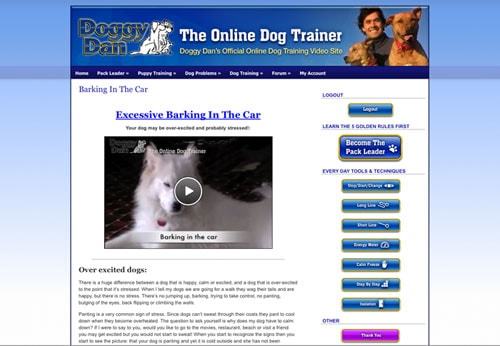 Doggy Dan
The Online Dog Trainer
Doggy Dan's Official Online Dog Training Video Site
Home Pack Leader » Puppy Training » Dog Problems » Dog Training » Forum » My Account
Barking In The Car
Excessive Barking In The Car
Your dog may be over-excited and probably stressed!!
Doggy Dan The Online Dog Trainer
Barking in the car
Over excited dogs:
There is a huge difference between a dog that is happy, calm or excited, and a dog that is over-excited
to the point that it's stressed. When I tell my dogs we are going for a walk they wag their tails and are
happy, but there is no stress. There's no jumping up, barking, trying to take control, no panting,
bulging of the eyes, back flipping or climbing the walls.
Panting is a very common sign of stress. Since dogs can't sweat through their coats they pant to cool
down when they become overheated. The question to ask yourself is why does my dog have to calm
down? If I were to say to you, would you like to go to the movies, restaurant, beach or visit a friend
you may get excited but you would not start to sweat! When you start to recognize the signs then you
start to see the picture: that your dog is panting and yet it is cold outside and she has not been
LOGOUT
Logout
LEARN THE 5 GOLDEN RULES FIRST
Become The
Pack Leader
EVERY DAY TOOLS & TECHNIQUES
Stop/Start/Change
Long Line
Short Line
Energy Meter
Calm Freeze
Step By Step
Isolation
OTHER
Thank You